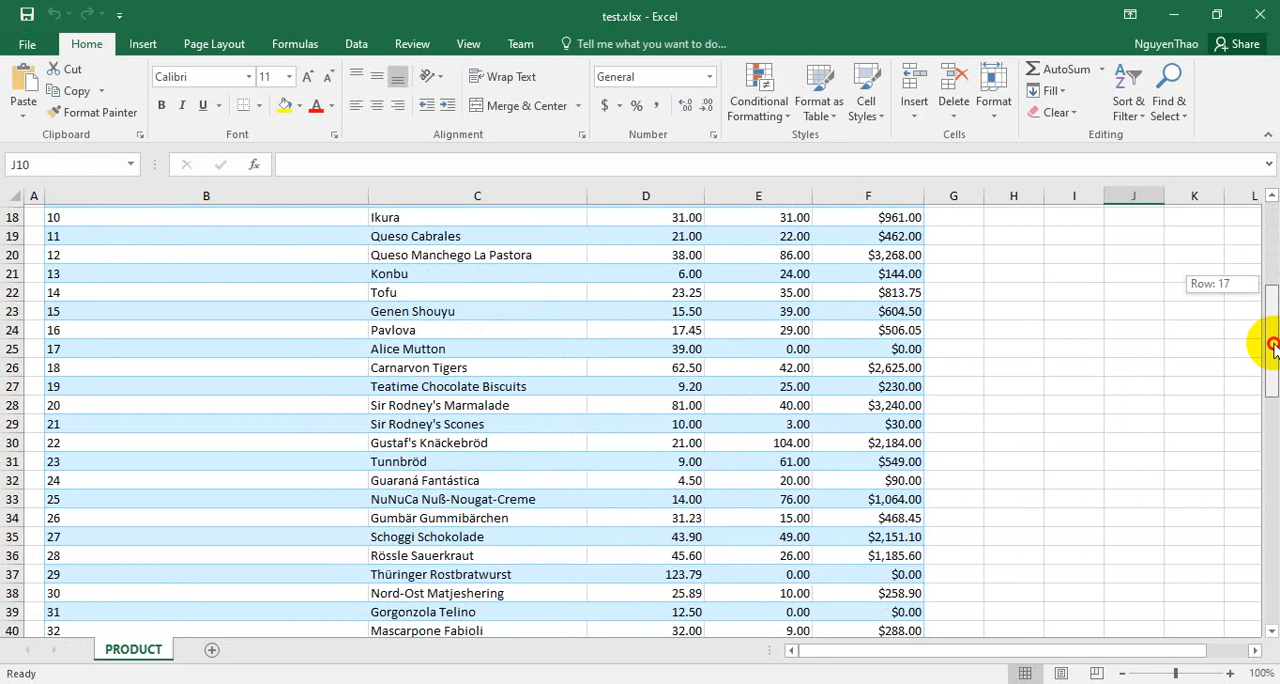 test.xlsx - Excel
File Home Insert Page Layout Formulas Data Review View Team Tell me what you want to do... NguyenThao Share
Paste
Cut
Copy
Format Painter
Clipboard
Calibri 11
B I U
Font
Wrap Text
Merge & Center
Alignment
General
$ % ,
Number
Conditional Formatting
Format as Table
Cell Styles
Styles
Insert
Delete
Format
Cells
AutoSum
Fill
Clear
Sort & Filter
Find & Select
Editing
J10 fx
A B C D E F G H I J K L
18 10 Ikura 31.00 31.00 $961.00
19 11 Queso Cabrales 21.00 22.00 $462.00
20 12 Queso Manchego La Pastora 38.00 86.00 $3,268.00
21 13 Konbu 6.00 24.00 $144.00
Row: 17
22 14 Tofu 23.25 35.00 $813.75
23 15 Genen Shouyu 15.50 39.00 $604.50
24 16 Pavlova 17.45 29.00 $506.05
25 17 Alice Mutton 39.00 0.00 $0.00
26 18 Carnarvon Tigers 62.50 42.00 $2,625.00
27 19 Teatime Chocolate Biscuits 9.20 25.00 $230.00
28 20 Sir Rodney's Marmalade 81.00 40.00 $3,240.00
29 21 Sir Rodney's Scones 10.00 3.00 $30.00
30 22 Gustaf's Knäckebröd 21.00 104.00 $2,184.00
31 23 Tunnbröd 9.00 61.00 $549.00
32 24 Guaraná Fantástica 4.50 20.00 $90.00
33 25 NuNuCa Nuß-Nougat-Creme 14.00 76.00 $1,064.00
34 26 Gumbär Gummibärchen 31.23 15.00 $468.45
35 27 Schoggi Schokolade 43.90 49.00 $2,151.10
36 28 Rössle Sauerkraut 45.60 26.00 $1,185.60
37 29 Thüringer Rostbratwurst 123.79 0.00 $0.00
38 30 Nord-Ost Matjeshering 25.89 10.00 $258.90
39 31 Gorgonzola Telino 12.50 0.00 $0.00
40 32 Mascarpone Fabioli 32.00 9.00 $288.00
PRODUCT
Ready 100%